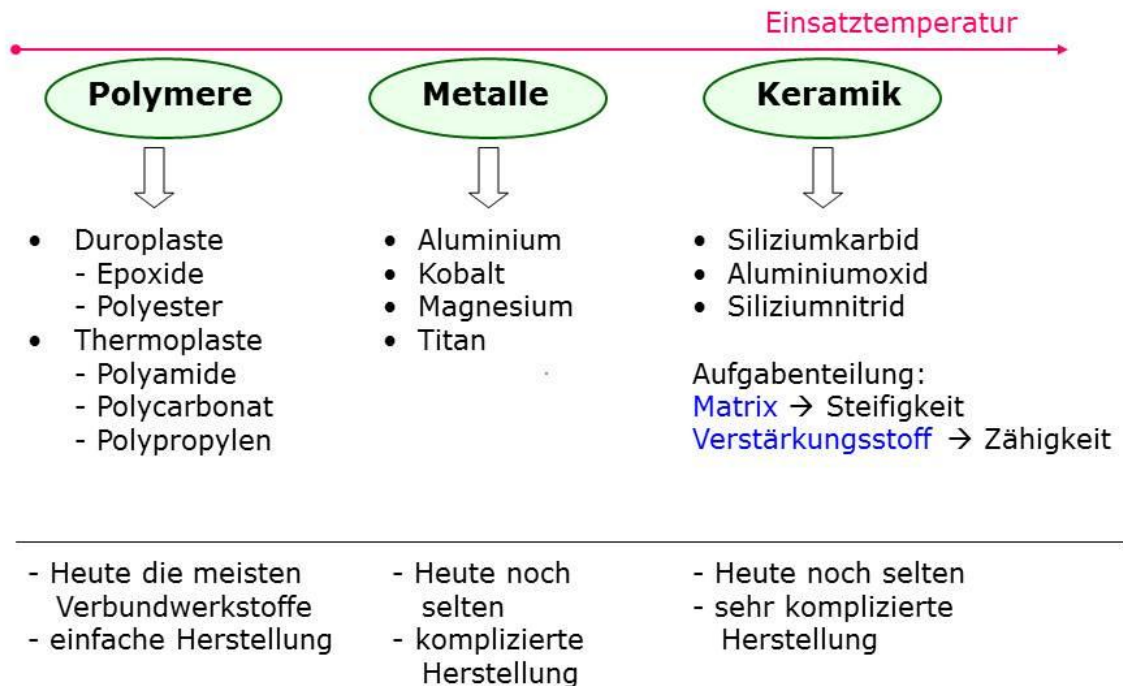 Einsatztemperatur
Polymere
Metalle
Keramik
• Duroplaste
- Epoxide
- Polyester
• Thermoplaste
- Polyamide
- Polycarbonat
- Polypropylen
• Aluminium
• Kobalt
• Magnesium
• Titan
• Siliziumkarbid
• Aluminiumoxid
• Siliziumnitrid
Aufgabenteilung:
Matrix → Steifigkeit
Verstärkungsstoff → Zähigkeit
- Heute die meisten
Verbundwerkstoffe
- einfache Herstellung
- Heute noch
selten
- komplizierte
Herstellung
- Heute noch selten
- sehr komplizierte
Herstellung